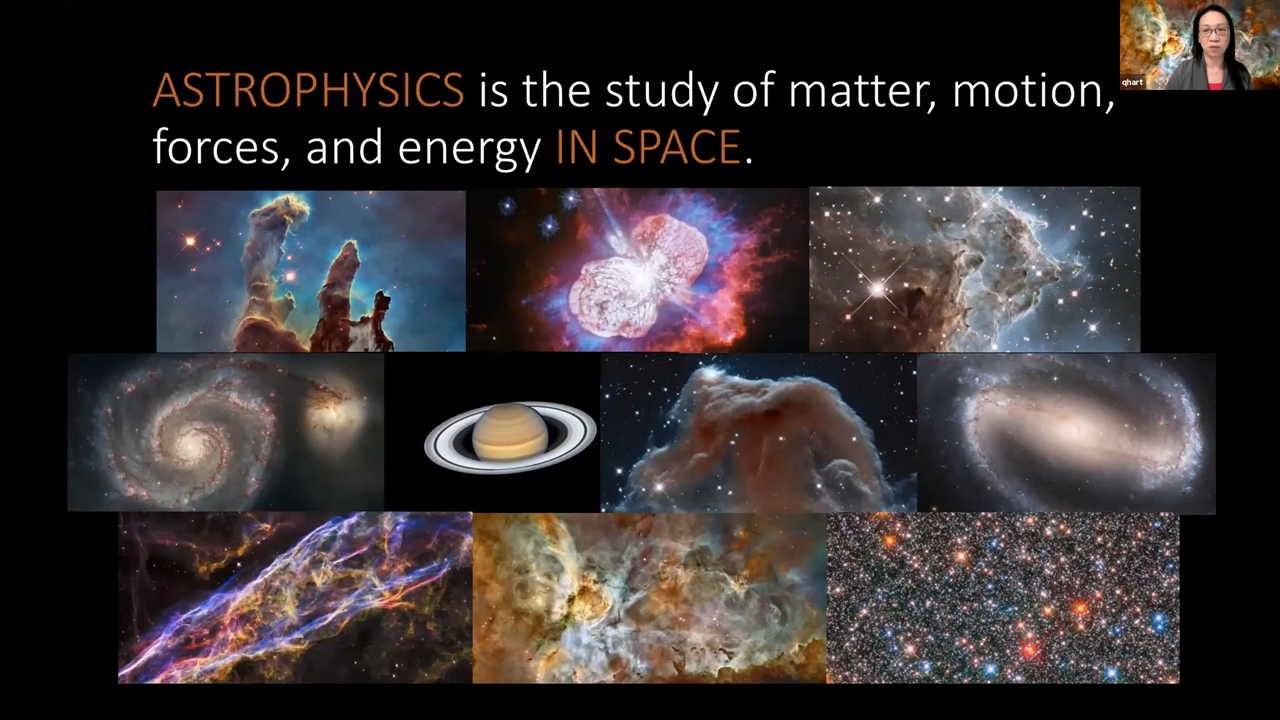 ASTROPHYSICS is the study of matter, motion,
forces, and energy IN SPACE.
qhart